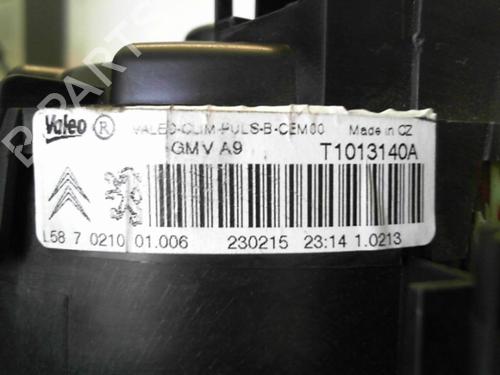 Valeo ® VALEO-CLIM-PULS-B-CEM00 Made in CZ
GMV A9 T1013140A
L58 7 0210 01.006 230215 23:14 1.0213